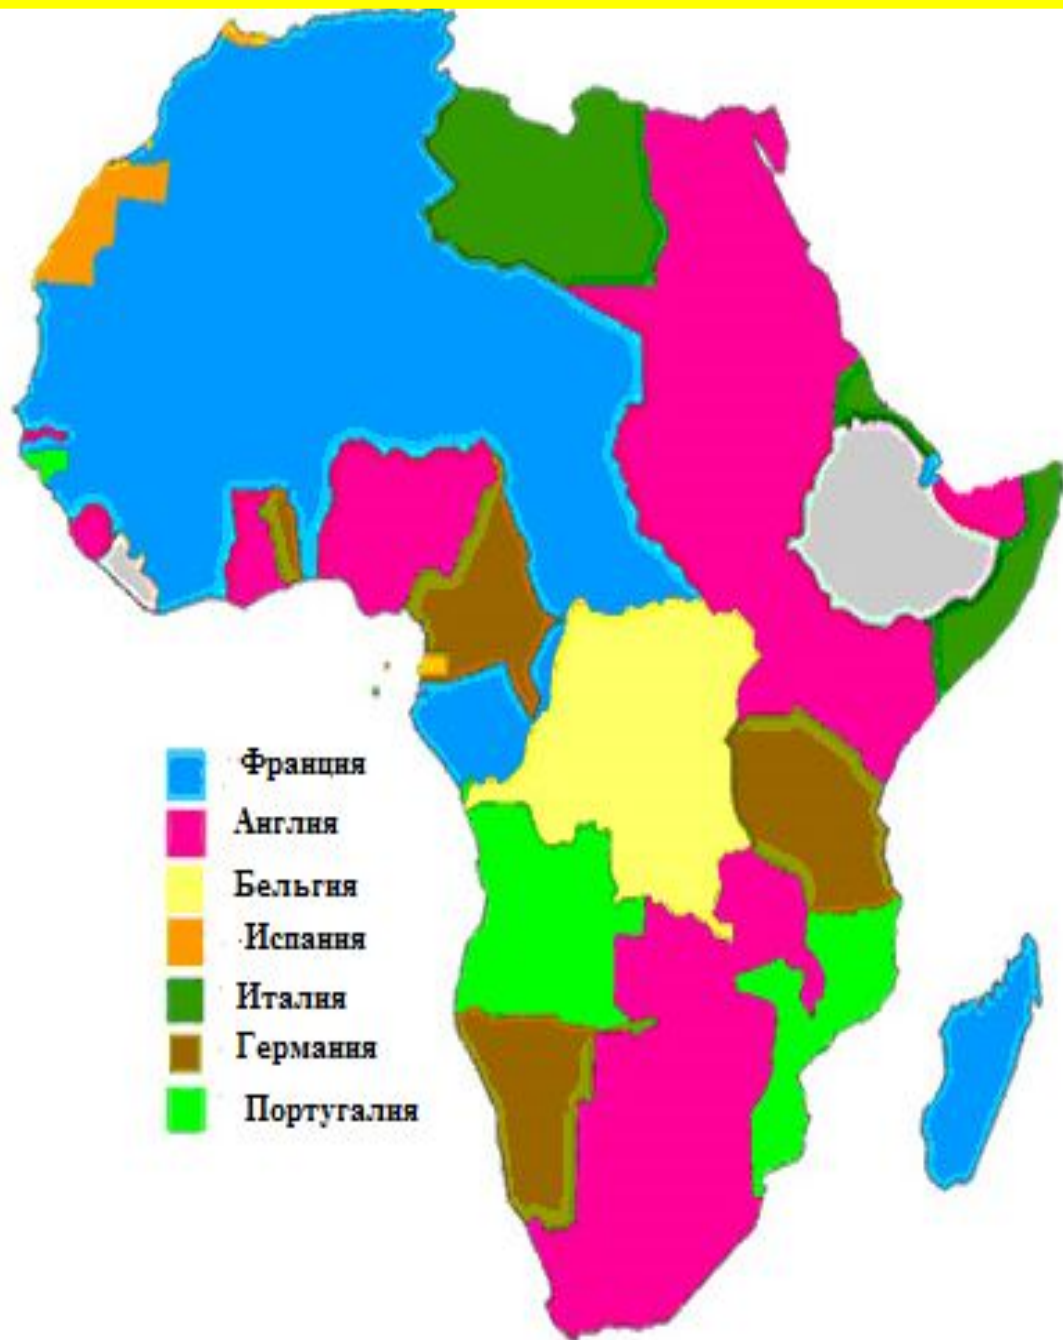 Франция
Англия
Бельгия
Испания
Италия
Германия
Португалия